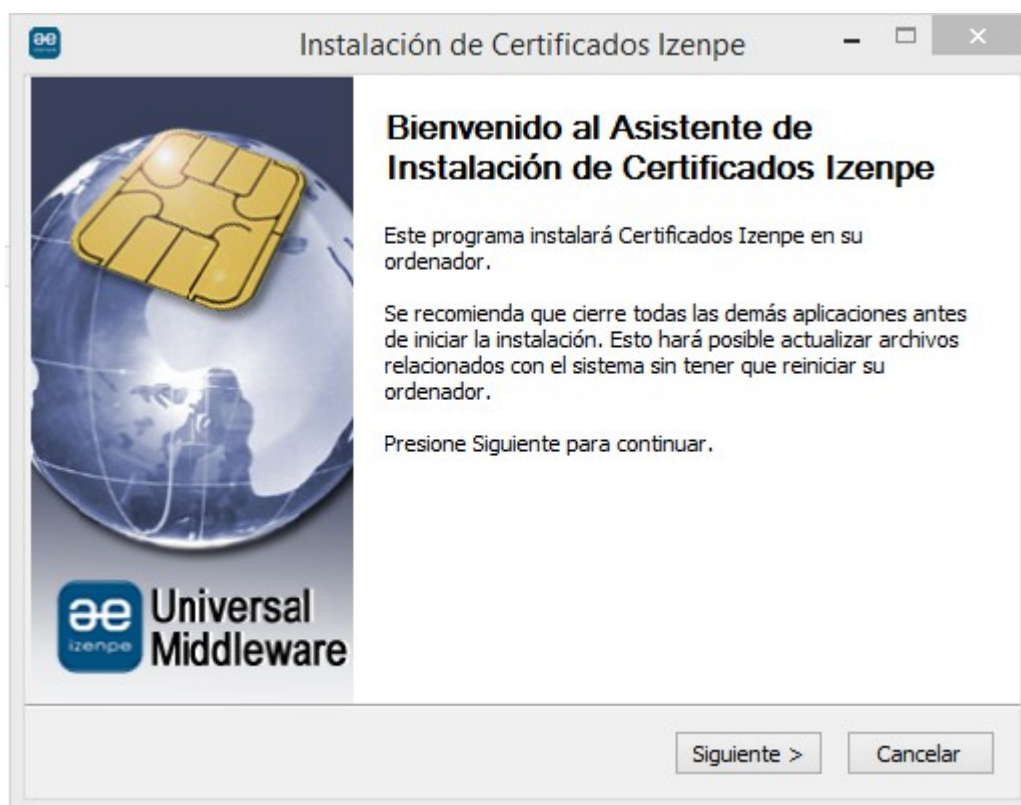 Instalación de Certificados Izenpe
Bienvenido al Asistente de
Instalación de Certificados Izenpe
Este programa instalará Certificados Izenpe en su
ordenador.
Se recomienda que cierre todas las demás aplicaciones antes
de iniciar la instalación. Esto hará posible actualizar archivos
relacionados con el sistema sin tener que reiniciar su
ordenador.
Presione Siguiente para continuar.
izenpe
Universal
Middleware
Siguiente >
Cancelar